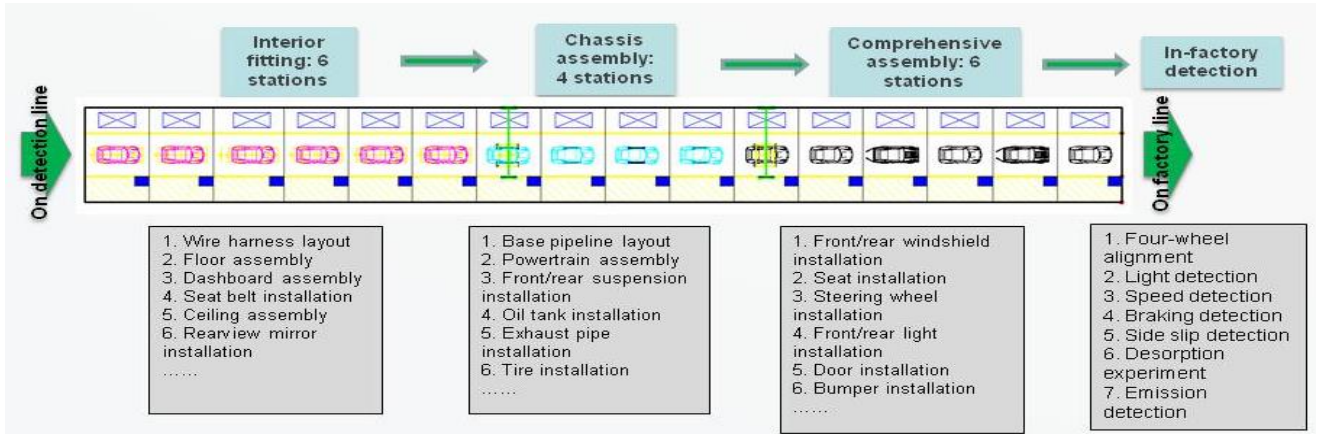 Interior
fitting: 6
stations
Chassis
assembly:
4 stations
Comprehensive
assembly: 6
stations
In-factory
detection
On detection line
On factory line
1. Wire harness layout
2. Floor assembly
3. Dashboard assembly
4. Seat belt installation
5. Ceiling assembly
6. Rearview mirror
installation
……
1. Base pipeline layout
2. Powertrain assembly
3. Front/rear suspension
installation
4. Oil tank installation
5. Exhaust pipe
installation
6. Tire installation
……
1. Front/rear windshield
installation
2. Seat installation
3. Steering wheel
installation
4. Front/rear light
installation
5. Door installation
6. Bumper installation
……
1. Four-wheel
alignment
2. Light detection
3. Speed detection
4. Braking detection
5. Side slip detection
6. Desorption
experiment
7. Emission
detection